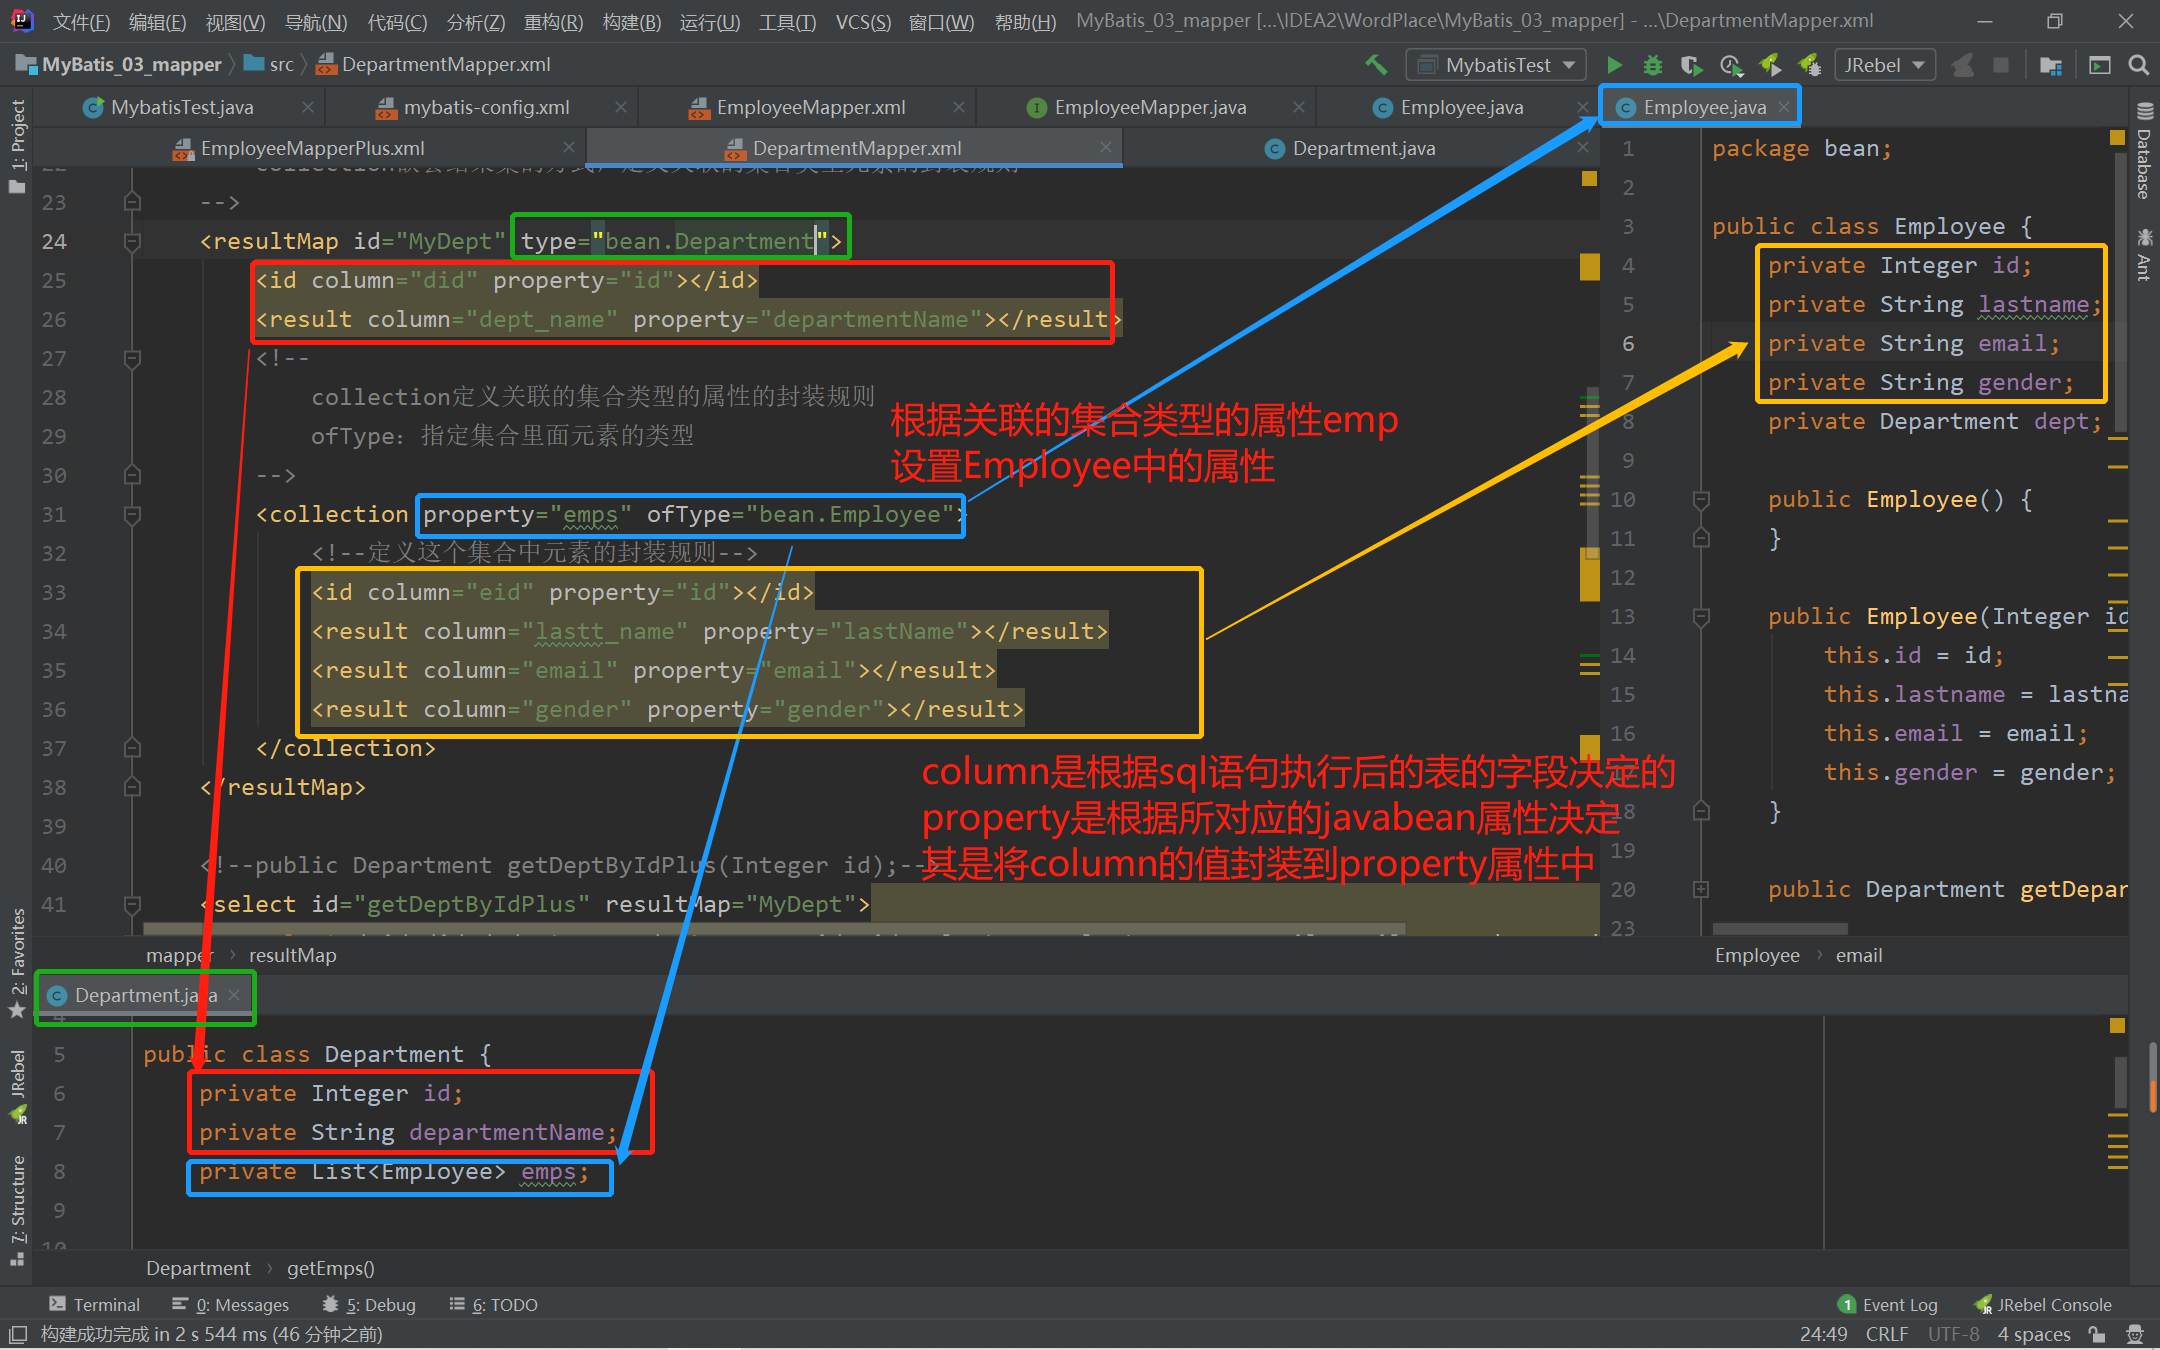 文件(F) 编辑(E) 视图(V) 导航(N) 代码(C) 分析(Z) 重构(R) 构建(B) 运行(U) 工具(T) VCS(S) 窗口(W) 帮助(H) MyBatis_03_mapper [...\IDEA2\WordPlace\MyBatis_03_mapper] - ...\DepartmentMapper.xml
MyBatis_03_mapper src DepartmentMapper.xml MybatisTest JRebel
MybatisTest.java mybatis-config.xml EmployeeMapper.xml EmployeeMapper.java Employee.java
EmployeeMapperPlus.xml DepartmentMapper.xml Department.java
1: Project
2: Favorites
JRebel
7: Structure
23 -->
24 <resultMap id="MyDept" type="bean.Department">
25 <id column="did" property="id"></id>
26 <result column="dept_name" property="departmentName"></result>
27 <!--
28 collection定义关联的集合类型的属性的封装规则
29 ofType：指定集合里面元素的类型
30 -->
31 <collection property="emps" ofType="bean.Employee">
32 <!--定义这个集合中元素的封装规则-->
33 <id column="eid" property="id"></id>
34 <result column="lastt_name" property="lastName"></result>
35 <result column="email" property="email"></result>
36 <result column="gender" property="gender"></result>
37 </collection>
38 </resultMap>
39
40 <!--public Department getDeptByIdPlus(Integer id);-->
41 <select id="getDeptByIdPlus" resultMap="MyDept">
根据关联的集合类型的属性emp
设置Employee中的属性
column是根据sql语句执行后的表的字段决定的
property是根据所对应的javabean属性决定
其是将column的值封装到property属性中
mapper resultMap
Employee.java
1 package bean;
2
3 public class Employee {
4 private Integer id;
5 private String lastname;
6 private String email;
7 private String gender;
8 private Department dept;
9
10 public Employee() {
11 }
12
13 public Employee(Integer id
14 this.id = id;
15 this.lastname = lastna
16 this.email = email;
17 this.gender = gender;
18 }
19
20 public Department getDepar
23
Employee email
Database
Ant
Department.java
5 public class Department {
6 private Integer id;
7 private String departmentName;
8 private List<Employee> emps;
9
10
Department getEmps()
Terminal 0: Messages 5: Debug 6: TODO 1 Event Log JRebel Console
构建成功完成 in 2 s 544 ms (46 分钟之前) 24:49 CRLF UTF-8 4 spaces